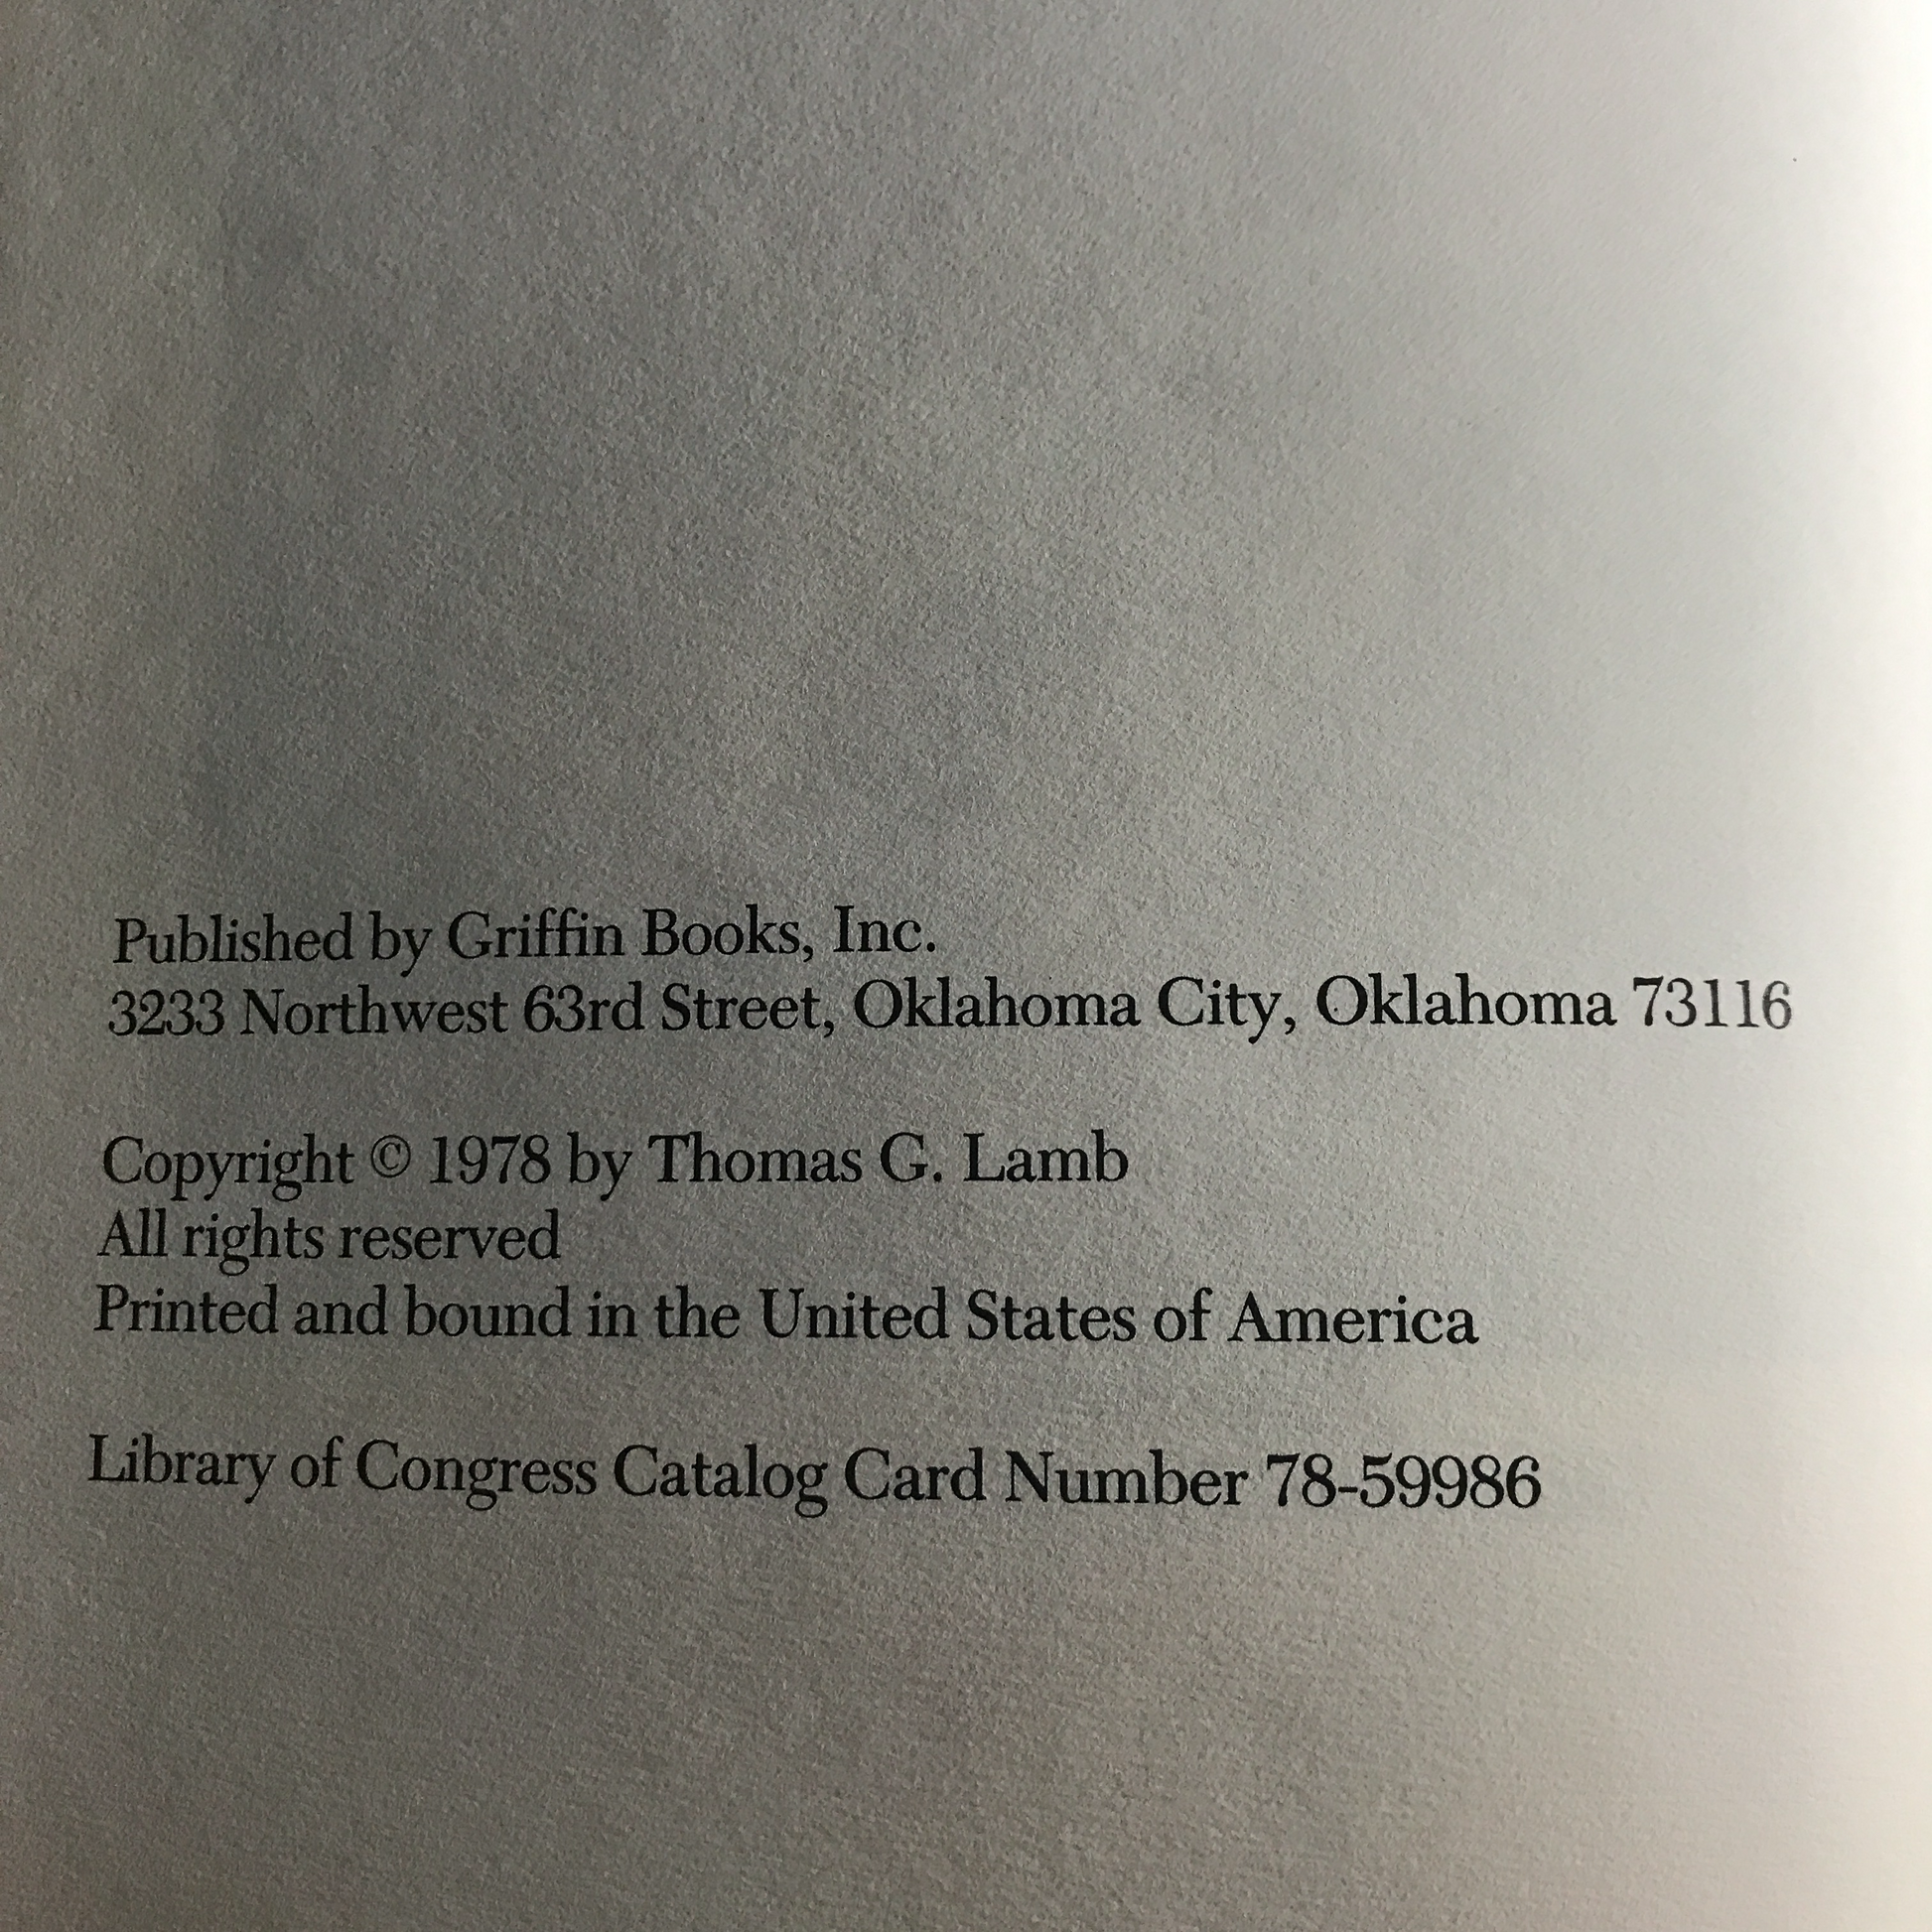 Published by Griffin Books, Inc.
3233 Northwest 63rd Street, Oklahoma City, Oklahoma 73116
Copyright © 1978 by Thomas G. Lamb
All rights reserved
Printed and bound in the United States of America
Library of Congress Catalog Card Number 78-59986